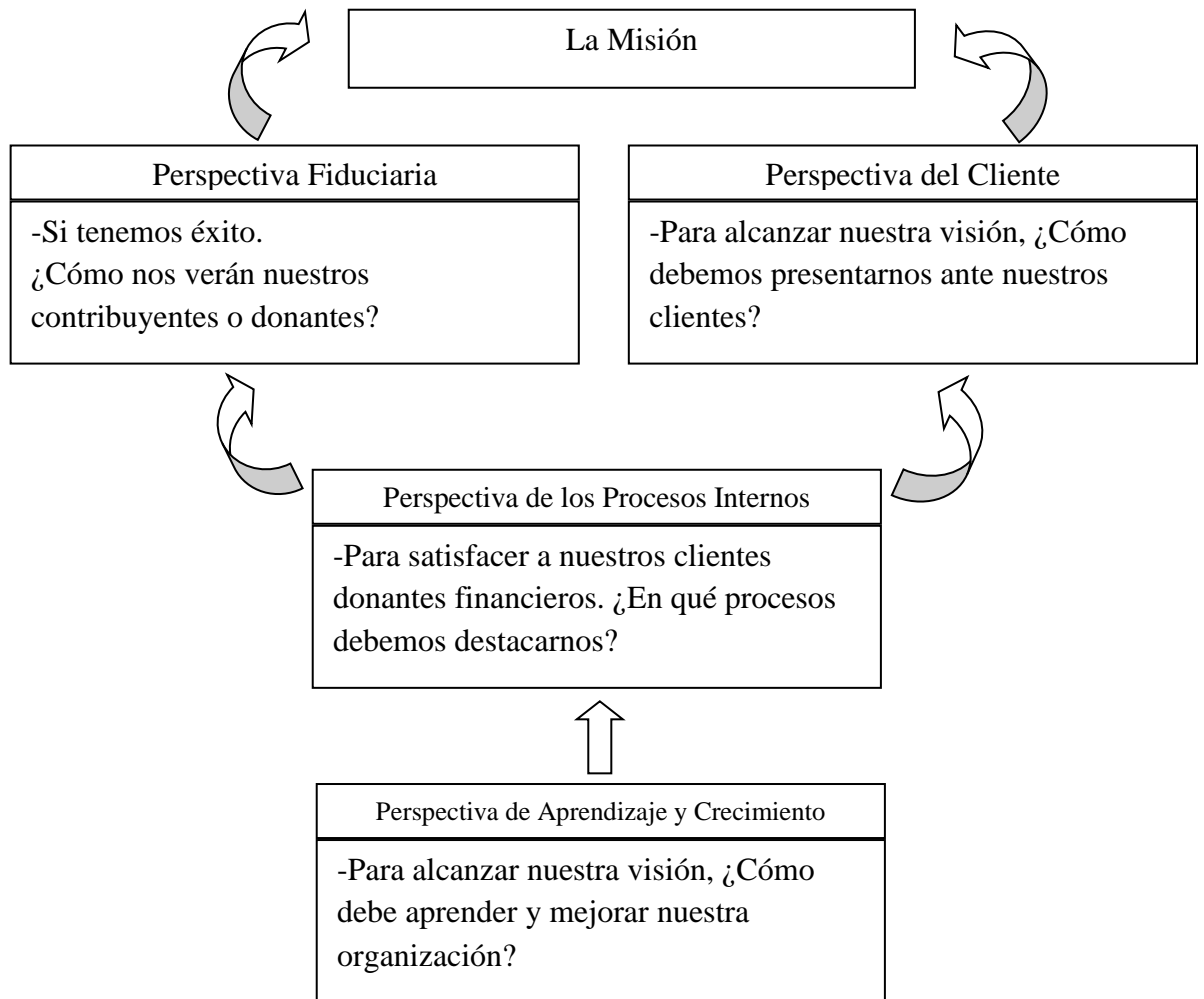 La Misión
Perspectiva Fiduciaria
-Si tenemos éxito.
¿Cómo nos verán nuestros
contribuyentes o donantes?
Perspectiva del Cliente
-Para alcanzar nuestra visión, ¿Cómo
debemos presentarnos ante nuestros
clientes?
Perspectiva de los Procesos Internos
-Para satisfacer a nuestros clientes
donantes financieros. ¿En qué procesos
debemos destacarnos?
Perspectiva de Aprendizaje y Crecimiento
-Para alcanzar nuestra visión, ¿Cómo
debe aprender y mejorar nuestra
organización?